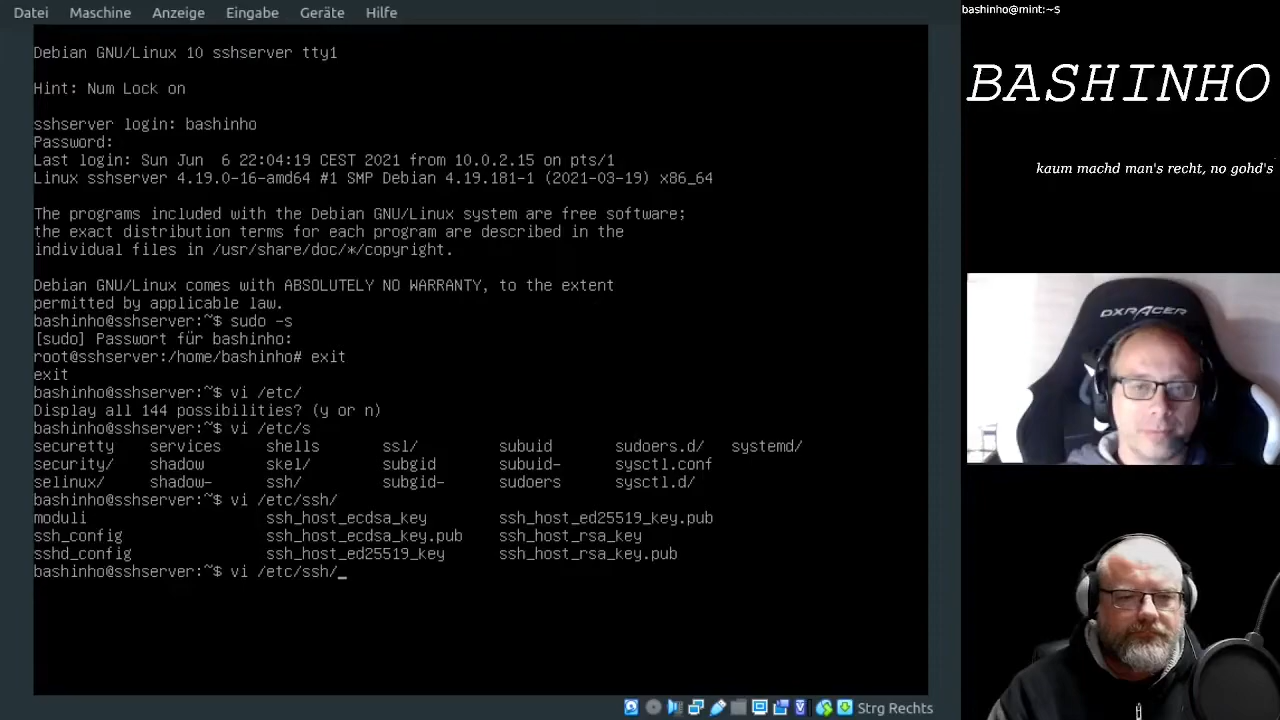 Datei Maschine Anzeige Eingabe Geräte Hilfe
bashinho@mint:~$
Debian GNU/Linux 10 sshserver tty1
BASHINHO
Hint: Num Lock on
sshserver login: bashinho
Password:
kaum machd man's recht, no gohd's
Last login: Sun Jun  6 22:04:19 CEST 2021 from 10.0.2.15 on pts/1
Linux sshserver 4.19.0-16-amd64 #1 SMP Debian 4.19.181-1 (2021-03-19) x86_64
The programs included with the Debian GNU/Linux system are free software;
the exact distribution terms for each program are described in the
individual files in /usr/share/doc/*/copyright.
Debian GNU/Linux comes with ABSOLUTELY NO WARRANTY, to the extent
permitted by applicable law.
bashinho@sshserver:~$ sudo -s
[sudo] Passwort für bashinho:
root@sshserver:/home/bashinho# exit
exit
bashinho@sshserver:~$ vi /etc/
Display all 144 possibilities? (y or n)
bashinho@sshserver:~$ vi /etc/s
securetty services shells ssl/ subuid sudoers.d/ systemd/
security/ shadow skel/ subgid subuid- sysctl.conf
selinux/ shadow- ssh/ subgid- sudoers sysctl.d/
bashinho@sshserver:~$ vi /etc/ssh/
moduli ssh_host_ecdsa_key ssh_host_ed25519_key.pub
ssh_config ssh_host_ecdsa_key.pub ssh_host_rsa_key
sshd_config ssh_host_ed25519_key ssh_host_rsa_key.pub
bashinho@sshserver:~$ vi /etc/ssh/_
DXRACER
Strg Rechts